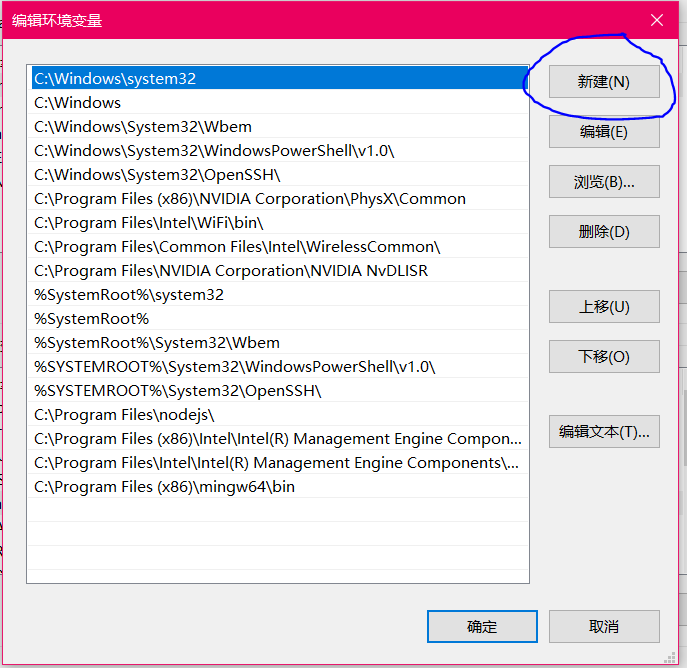 编辑环境变量
C:\Windows\system32
C:\Windows
C:\Windows\System32\Wbem
C:\Windows\System32\WindowsPowerShell\v1.0\
C:\Windows\System32\OpenSSH\
C:\Program Files (x86)\NVIDIA Corporation\PhysX\Common
C:\Program Files\Intel\WiFi\bin\
C:\Program Files\Common Files\Intel\WirelessCommon\
C:\Program Files\NVIDIA Corporation\NVIDIA NvDLISR
%SystemRoot%\system32
%SystemRoot%
%SystemRoot%\System32\Wbem
%SYSTEMROOT%\System32\WindowsPowerShell\v1.0\
%SYSTEMROOT%\System32\OpenSSH\
C:\Program Files\nodejs\
C:\Program Files (x86)\Intel\Intel(R) Management Engine Compon...
C:\Program Files\Intel\Intel(R) Management Engine Components\...
C:\Program Files (x86)\mingw64\bin
新建(N)
编辑(E)
浏览(B)...
删除(D)
上移(U)
下移(O)
编辑文本(T)...
确定
取消